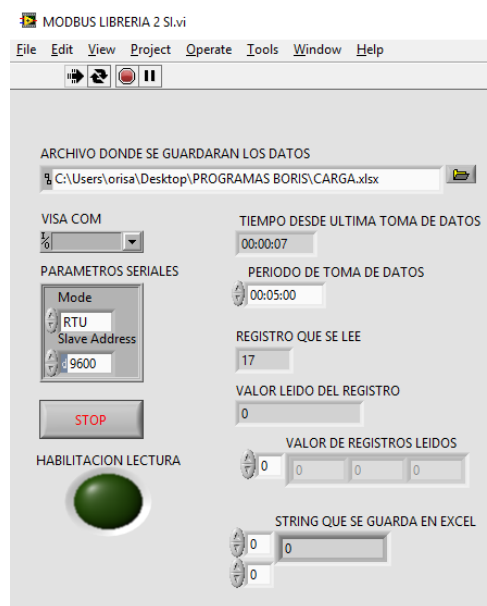 MODBUS LIBRERIA 2 SI.vi
File Edit View Project Operate Tools Window Help
ARCHIVO DONDE SE GUARDARAN LOS DATOS
C:\Users\orisa\Desktop\PROGRAMAS BORIS\CARGA.xlsx
VISA COM
TIEMPO DESDE ULTIMA TOMA DE DATOS
00:00:07
PARAMETROS SERIALES
PERIODO DE TOMA DE DATOS
00:05:00
Mode
RTU
Slave Address
d 9600
REGISTRO QUE SE LEE
17
VALOR LEIDO DEL REGISTRO
0
STOP
VALOR DE REGISTROS LEIDOS
0 0 0 0
HABILITACION LECTURA
STRING QUE SE GUARDA EN EXCEL
0 0
0